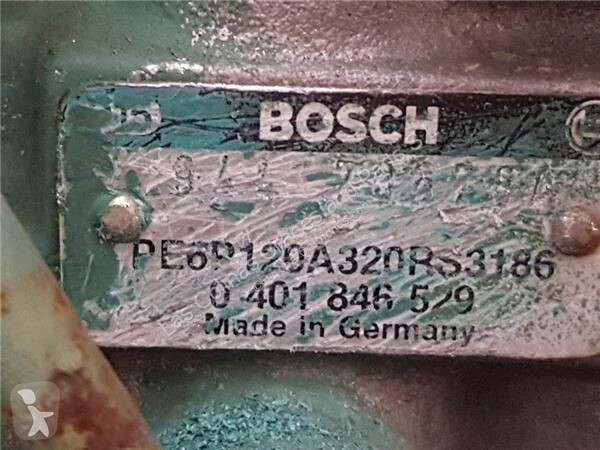 BOSCH
PE6P120A320RS3186
0 401 846 529
Made in Germany